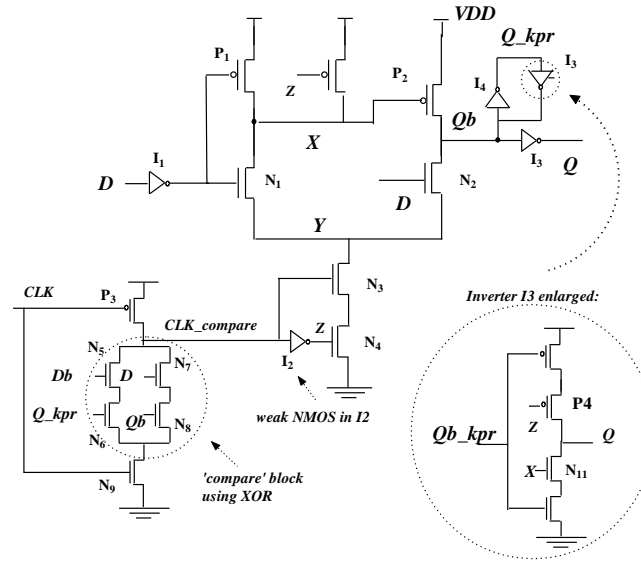 VDD
Q_kpr
P1
P2
I3
I4
Z
Qb
X
I1
D
N1
N2
I3
Q
D
Y
N3
CLK
P3
CLK_compare
Z
N4
I2
N5
N7
Db
D
Q_kpr
Qb
N6
N8
N9
weak NMOS in I2
'compare' block
using XOR
Inverter I3 enlarged:
P4
Z
Qb_kpr
Q
X
N11